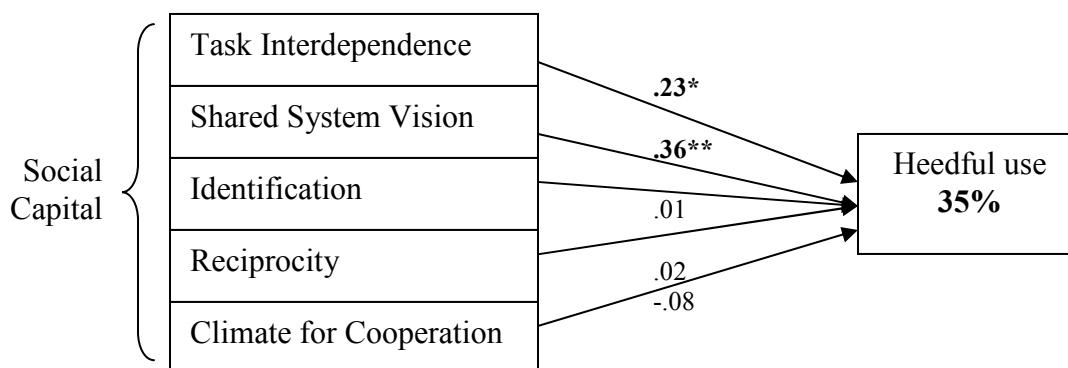 Social
Capital
Task Interdependence
Shared System Vision
Identification
Reciprocity
Climate for Cooperation
.23*
.36**
.01
.02
-.08
Heedful use
35%